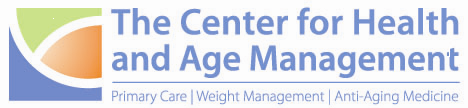 The Center for Health
and Age Management
Primary Care | Weight Management | Anti-Aging Medicine